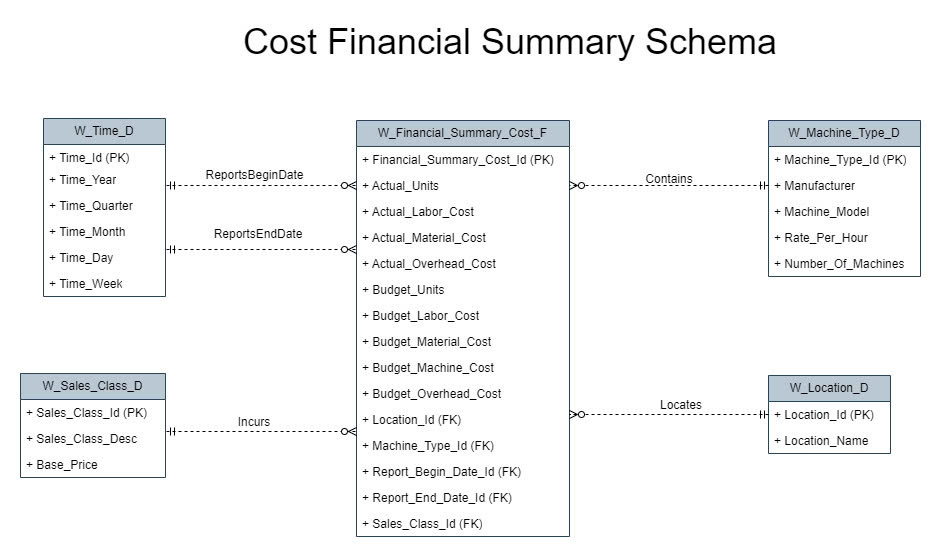 Cost Financial Summary Schema
W_Time_D
+ Time_Id (PK)
+ Time_Year
+ Time_Quarter
+ Time_Month
+ Time_Day
+ Time_Week
ReportsBeginDate
ReportsEndDate
W_Financial_Summary_Cost_F
+ Financial_Summary_Cost_Id (PK)
+ Actual_Units
+ Actual_Labor_Cost
+ Actual_Material_Cost
+ Actual_Overhead_Cost
+ Budget_Units
+ Budget_Labor_Cost
+ Budget_Material_Cost
+ Budget_Machine_Cost
+ Budget_Overhead_Cost
+ Location_Id (FK)
+ Machine_Type_Id (FK)
+ Report_Begin_Date_Id (FK)
+ Report_End_Date_Id (FK)
+ Sales_Class_Id (FK)
Contains
W_Machine_Type_D
+ Machine_Type_Id (PK)
+ Manufacturer
+ Machine_Model
+ Rate_Per_Hour
+ Number_Of_Machines
W_Sales_Class_D
+ Sales_Class_Id (PK)
+ Sales_Class_Desc
+ Base_Price
Incurs
Locates
W_Location_D
+ Location_Id (PK)
+ Location_Name